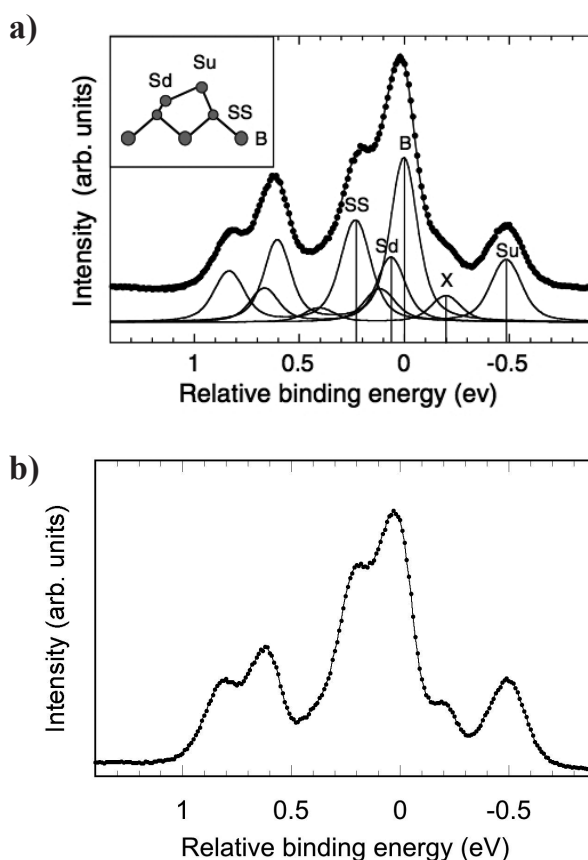 a)
Su
Sd
SS
B
Intensity (arb. units)
B
SS
Sd
X
Su
1 0.5 0 -0.5
Relative binding energy (ev)
b)
Intensity (arb. units)
1 0.5 0 -0.5
Relative binding energy (eV)